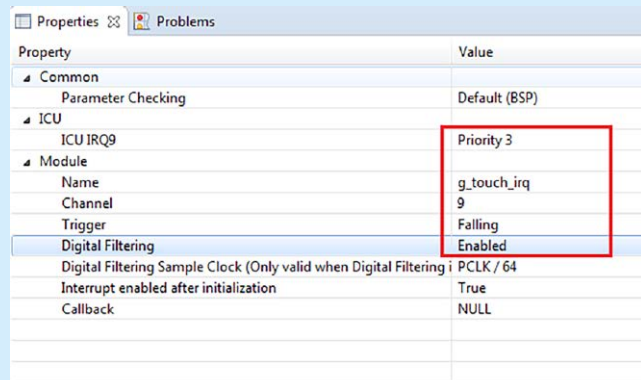 Properties Problems
Property Value
Common
Parameter Checking Default (BSP)
ICU
ICU IRQ9 Priority 3
Module
Name g_touch_irq
Channel 9
Trigger Falling
Digital Filtering Enabled
Digital Filtering Sample Clock (Only valid when Digital Filtering i PCLK / 64
Interrupt enabled after initialization True
Callback NULL